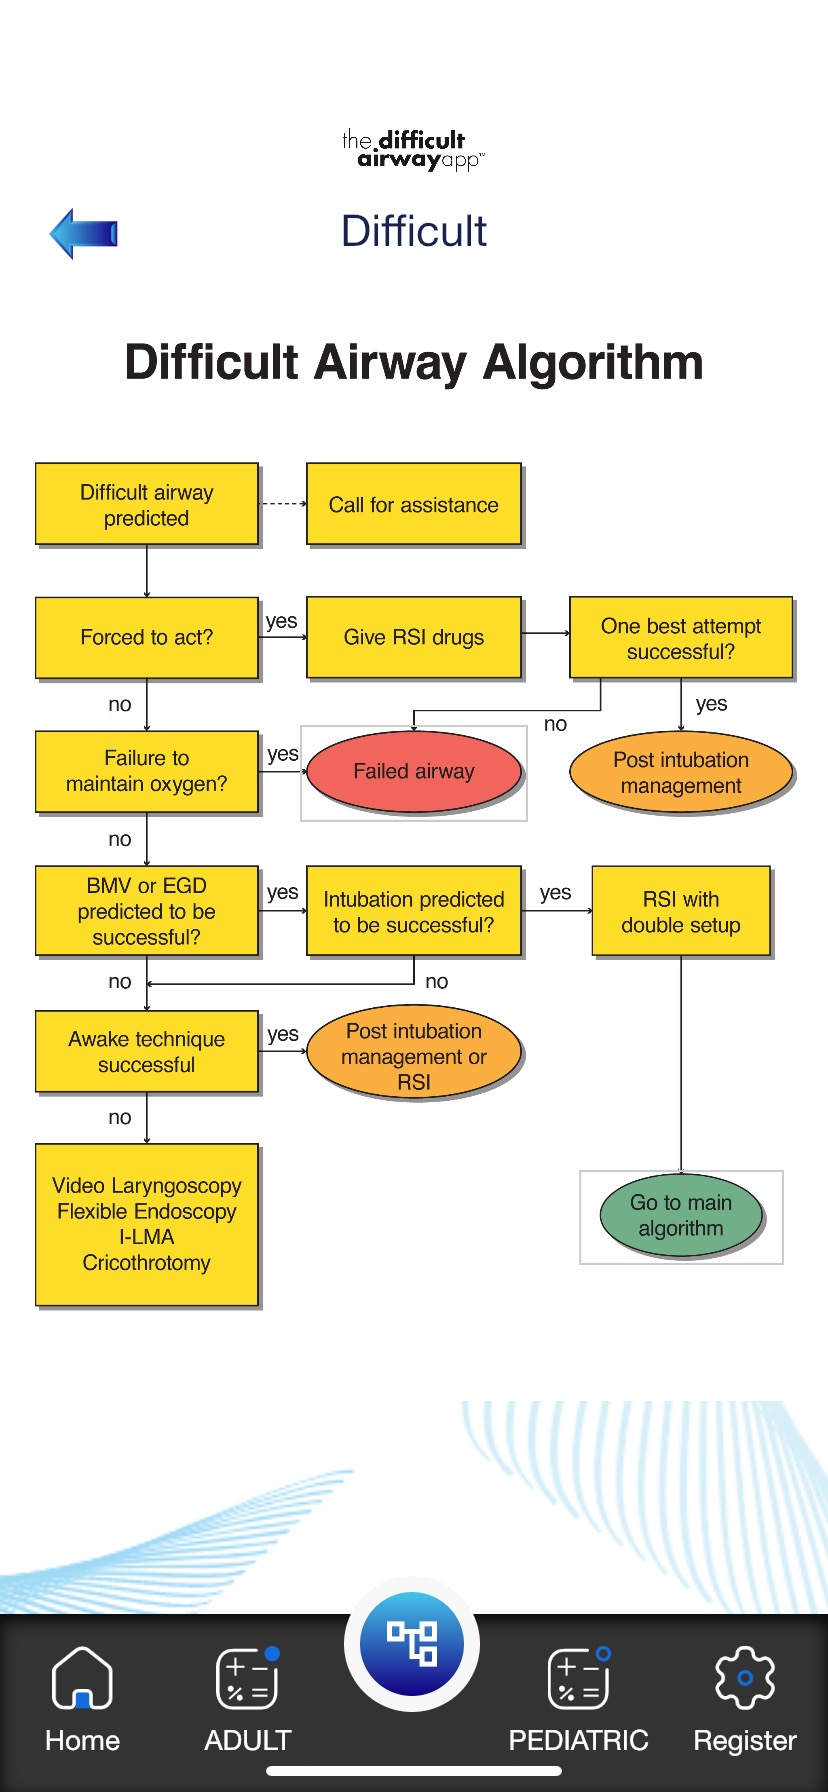 the difficult
airwayapp™
Difficult
Difficult Airway Algorithm
Difficult airway
predicted
Call for assistance
Forced to act?
yes
Give RSI drugs
One best attempt
successful?
no
yes
no
Failure to
maintain oxygen?
yes
Failed airway
Post intubation
management
no
BMV or EGD
predicted to be
successful?
yes
Intubation predicted
to be successful?
yes
RSI with
double setup
no
no
Awake technique
successful
yes
Post intubation
management or
RSI
no
Video Laryngoscopy
Flexible Endoscopy
I-LMA
Cricothrotomy
Go to main
algorithm
Home
ADULT
PEDIATRIC
Register